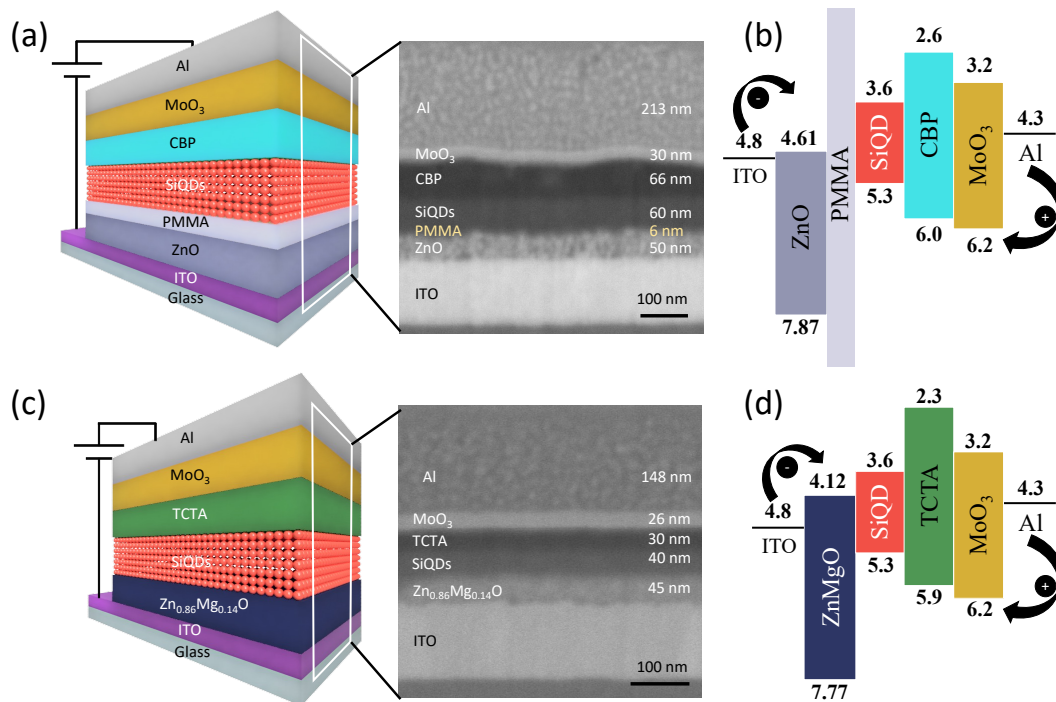 (a)
Al
MoO₃
CBP
SiQDs
PMMA
ZnO
ITO
Glass
Al 213 nm
MoO₃ 30 nm
CBP 66 nm
SiQDs 60 nm
PMMA 6 nm
ZnO 50 nm
ITO
100 nm
(b)
2.6
3.2
3.6
-
4.8 4.61
4.3
ITO
ZnO
PMMA
SiQD
CBP
MoO₃
Al
5.3
+
6.0
6.2
7.87
(c)
Al
MoO₃
TCTA
SiQDs
Zn₀.₈₆Mg₀.₁₄O
ITO
Glass
Al 148 nm
MoO₃ 26 nm
TCTA 30 nm
SiQDs 40 nm
Zn₀.₈₆Mg₀.₁₄O 45 nm
ITO
100 nm
(d)
2.3
3.2
3.6
-
4.12
4.8
4.3
ITO
ZnMgO
SiQD
TCTA
MoO₃
Al
5.3
+
5.9
6.2
7.77